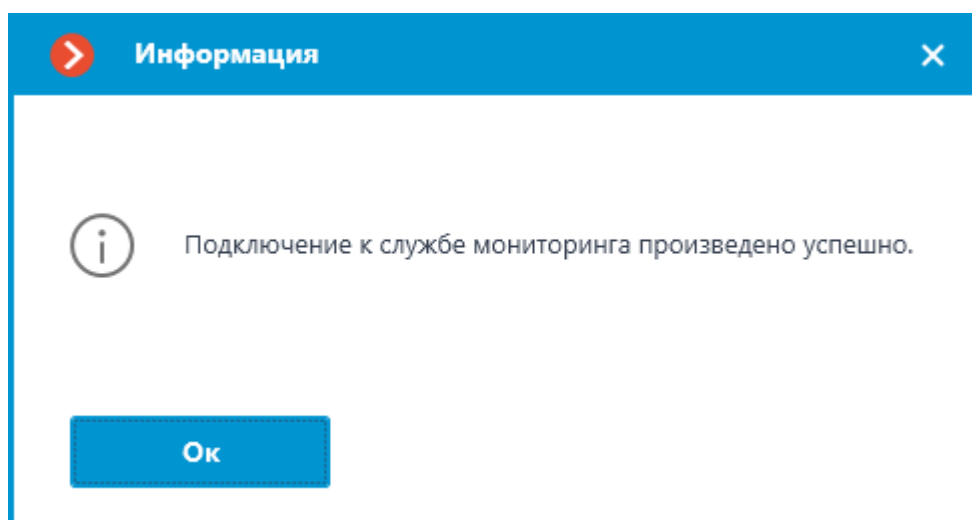 Информация
Подключение к службе мониторинга произведено успешно.
Ок